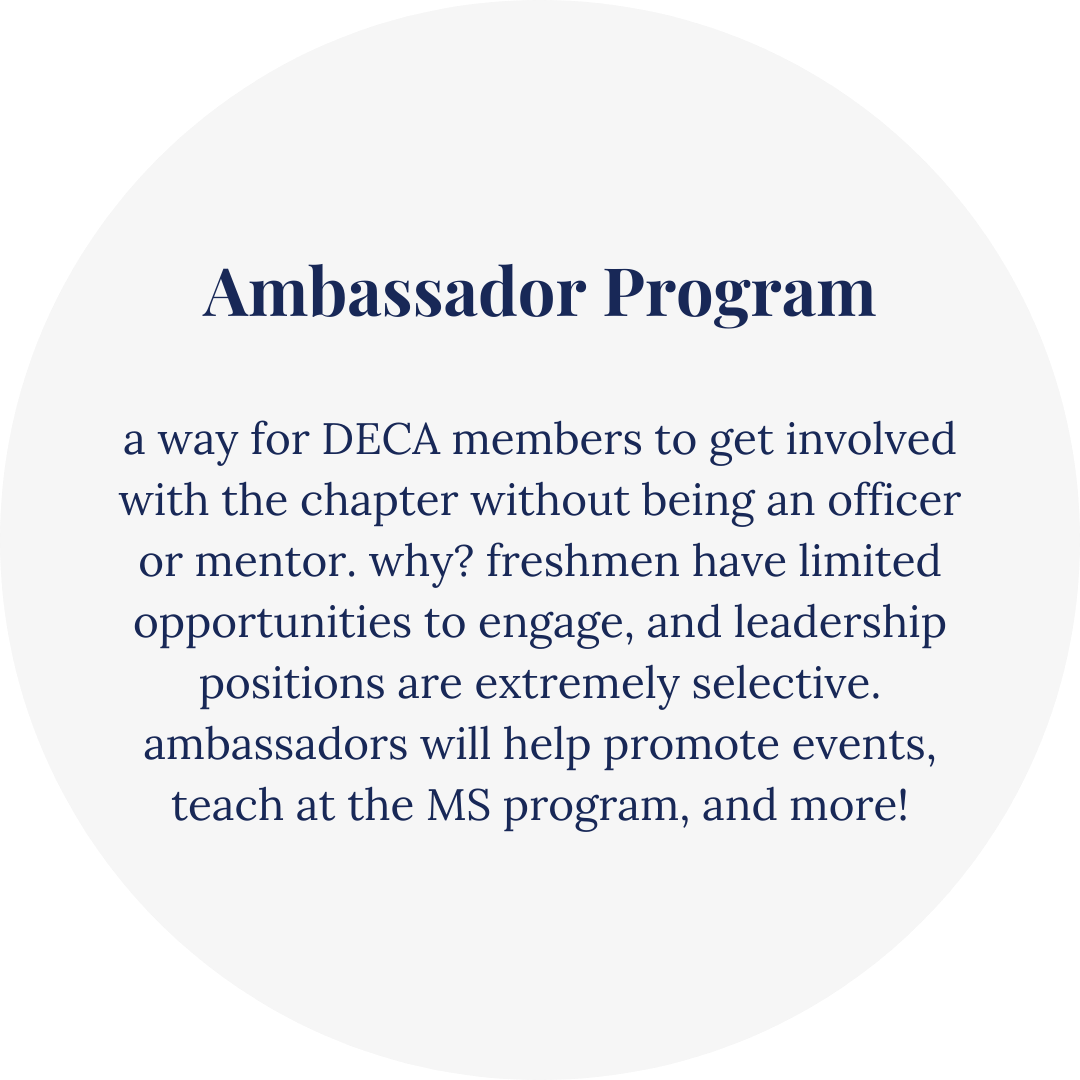 Ambassador Program
a way for DECA members to get involved
with the chapter without being an officer
or mentor. why? freshmen have limited
opportunities to engage, and leadership
positions are extremely selective.
ambassadors will help promote events,
teach at the MS program, and more!